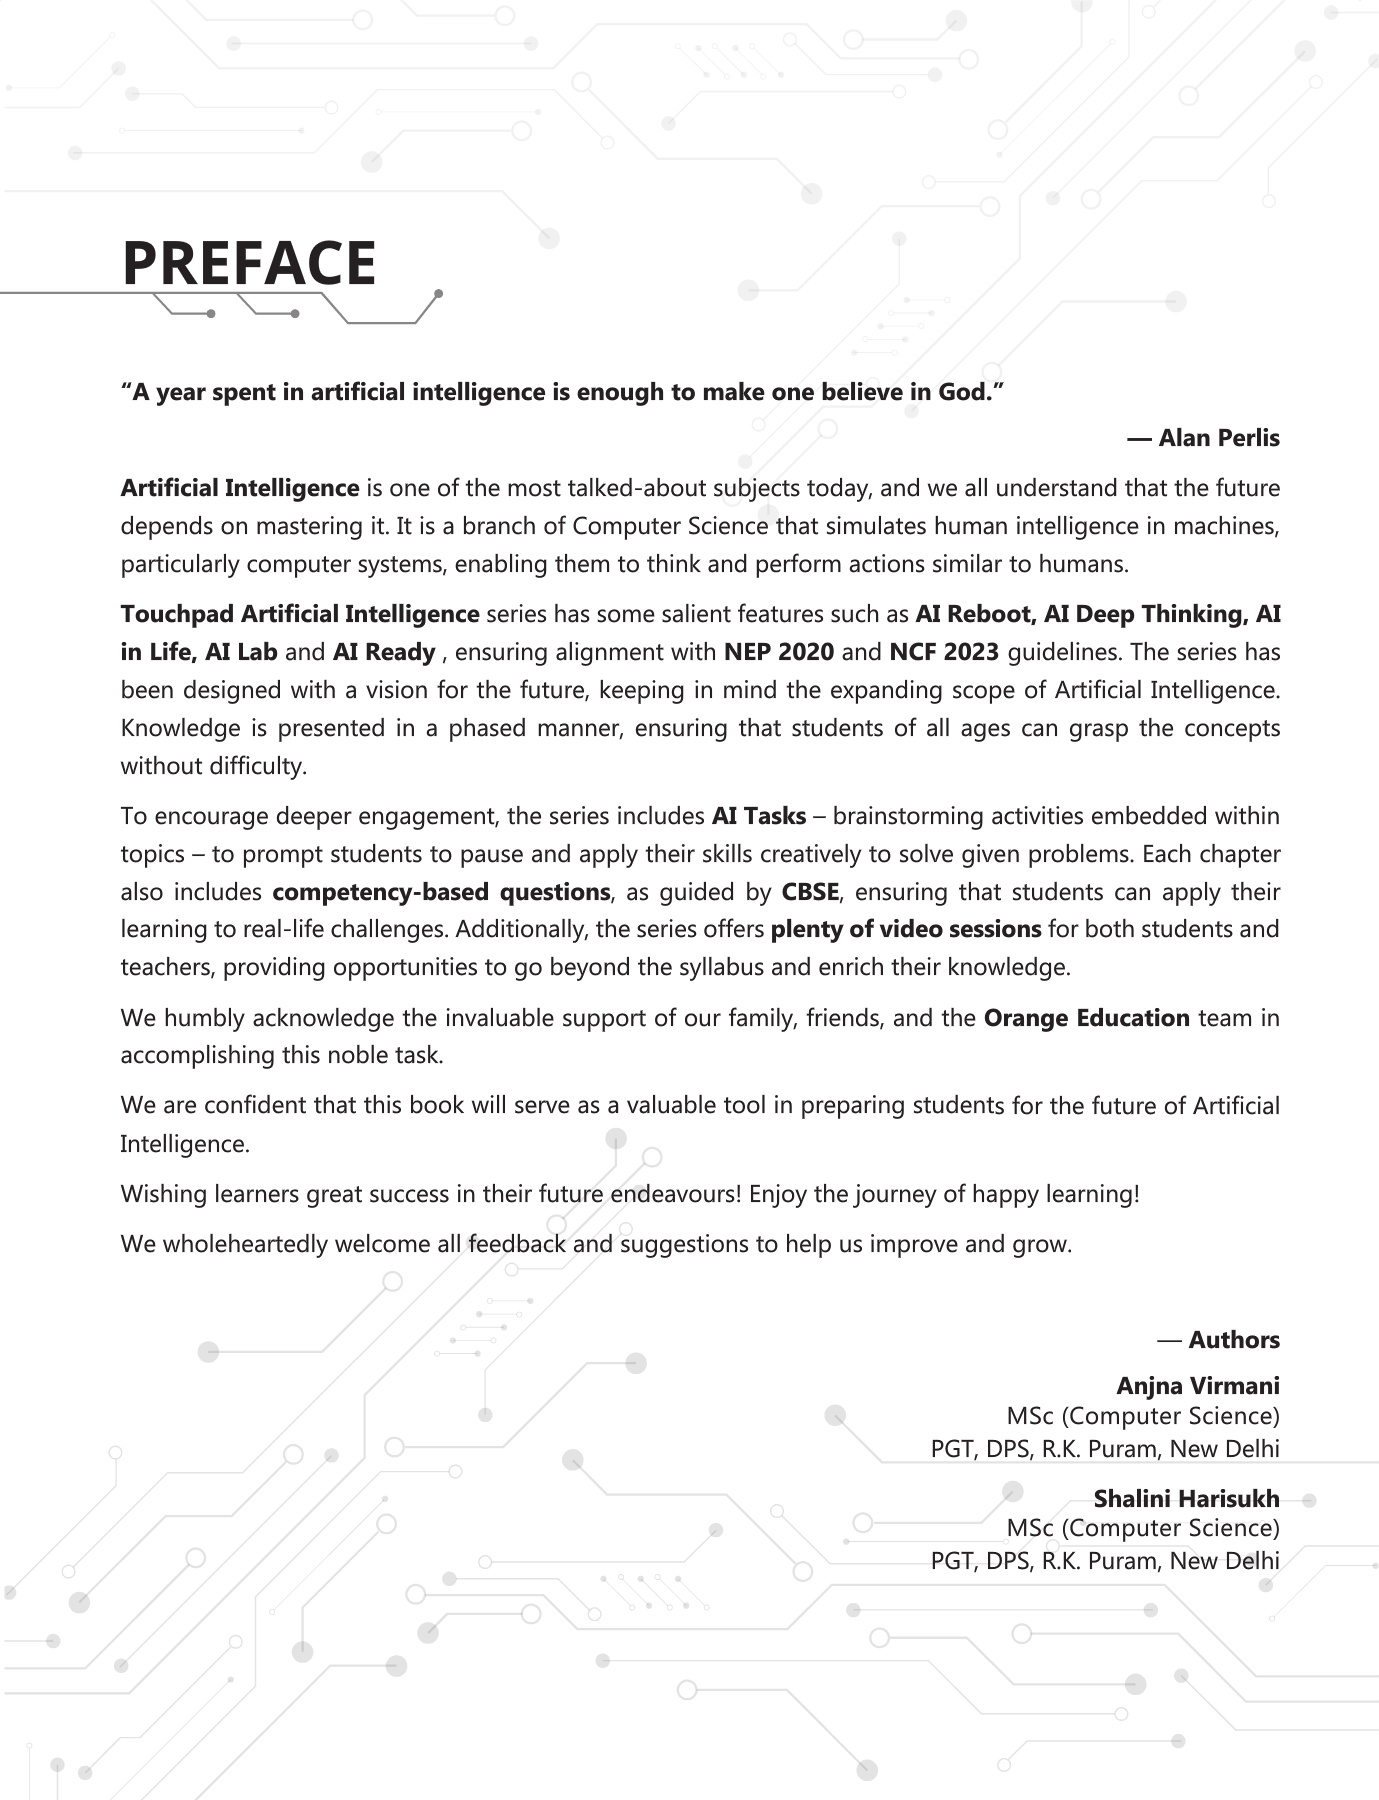 PREFACE
“A year spent in artificial intelligence is enough to make one believe in God.”
— Alan Perlis
Artificial Intelligence is one of the most talked-about subjects today, and we all understand that the future
depends on mastering it. It is a branch of Computer Science that simulates human intelligence in machines,
particularly computer systems, enabling them to think and perform actions similar to humans.
Touchpad Artificial Intelligence series has some salient features such as AI Reboot, AI Deep Thinking, AI
in Life, AI Lab and AI Ready , ensuring alignment with NEP 2020 and NCF 2023 guidelines. The series has
been designed with a vision for the future, keeping in mind the expanding scope of Artificial Intelligence.
Knowledge is presented in a phased manner, ensuring that students of all ages can grasp the concepts
without difficulty.
To encourage deeper engagement, the series includes AI Tasks – brainstorming activities embedded within
topics – to prompt students to pause and apply their skills creatively to solve given problems. Each chapter
also includes competency-based questions, as guided by CBSE, ensuring that students can apply their
learning to real-life challenges. Additionally, the series offers plenty of video sessions for both students and
teachers, providing opportunities to go beyond the syllabus and enrich their knowledge.
We humbly acknowledge the invaluable support of our family, friends, and the Orange Education team in
accomplishing this noble task.
We are confident that this book will serve as a valuable tool in preparing students for the future of Artificial
Intelligence.
Wishing learners great success in their future endeavours! Enjoy the journey of happy learning!
We wholeheartedly welcome all feedback and suggestions to help us improve and grow.
— Authors
Anjna Virmani
MSc (Computer Science)
PGT, DPS, R.K. Puram, New Delhi
Shalini Harisukh
MSc (Computer Science)
PGT, DPS, R.K. Puram, New Delhi